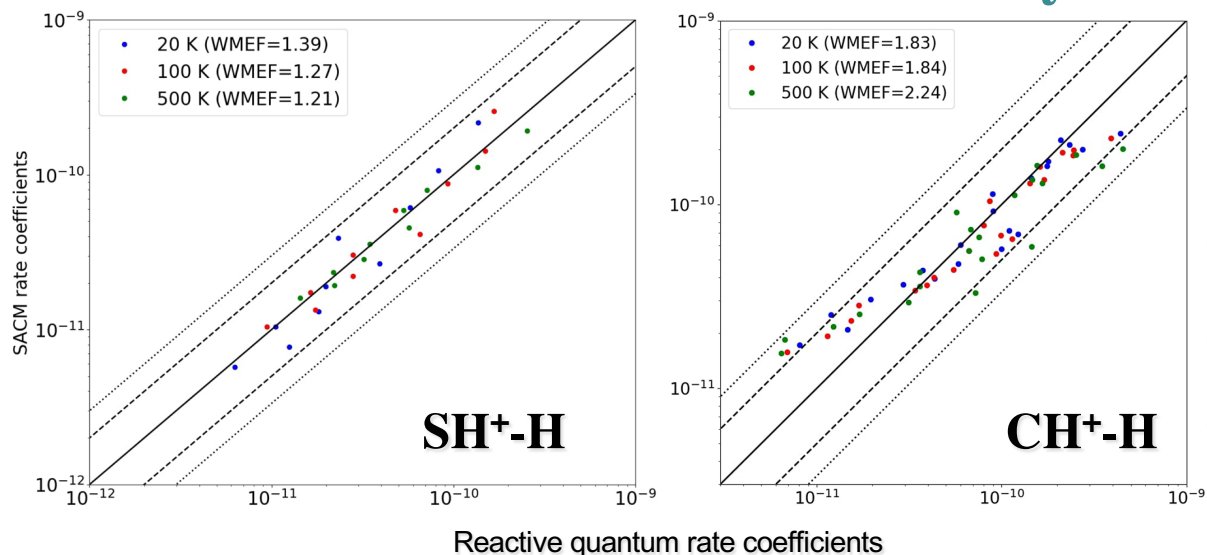 10⁻⁹
10⁻¹⁰
10⁻¹¹
10⁻¹²
SACM rate coefficients
20 K (WMEF=1.39)
100 K (WMEF=1.27)
500 K (WMEF=1.21)
SH⁺-H
10⁻¹²
10⁻¹¹
10⁻¹⁰
10⁻⁹
10⁻⁹
10⁻¹⁰
10⁻¹¹
20 K (WMEF=1.83)
100 K (WMEF=1.84)
500 K (WMEF=2.24)
CH⁺-H
10⁻¹¹
10⁻¹⁰
10⁻⁹
Reactive quantum rate coefficients